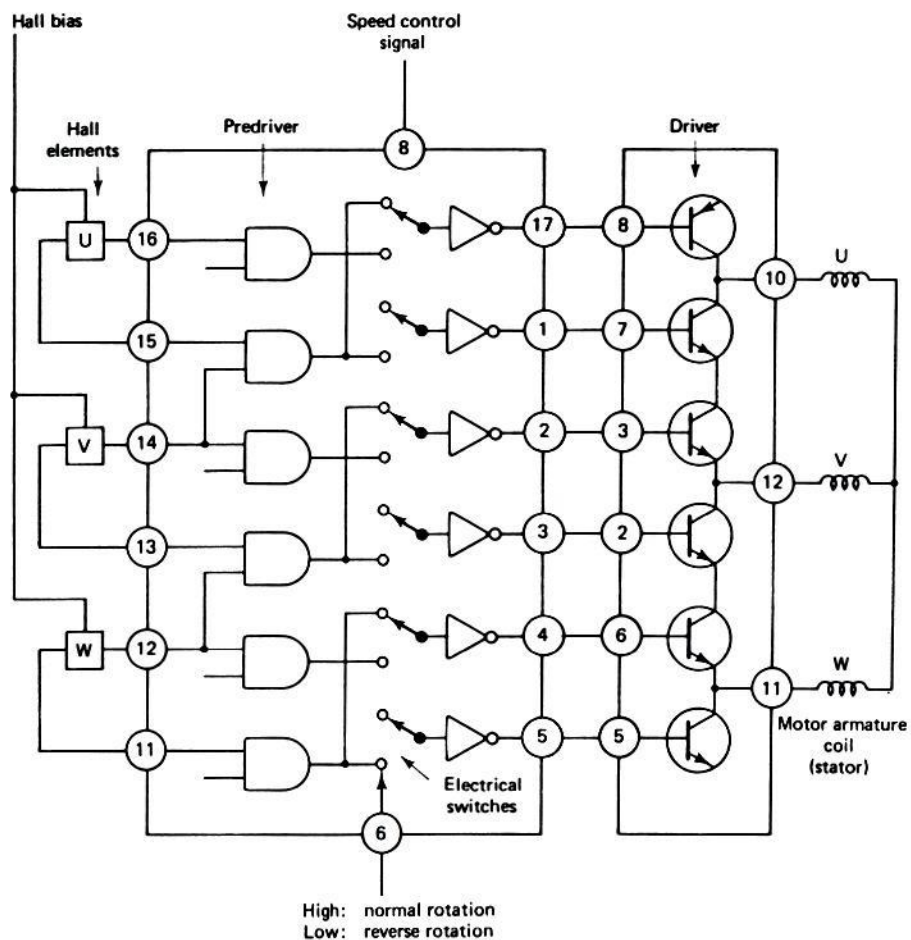 Hall bias
Speed control
signal
Hall
elements
Predriver
Driver
8
U
16
17
8
10
U
15
1
7
V
14
2
3
12
V
13
3
2
W
12
4
6
11
W
11
5
5
Motor armature
coil
(stator)
Electrical
switches
6
High: normal rotation
Low: reverse rotation